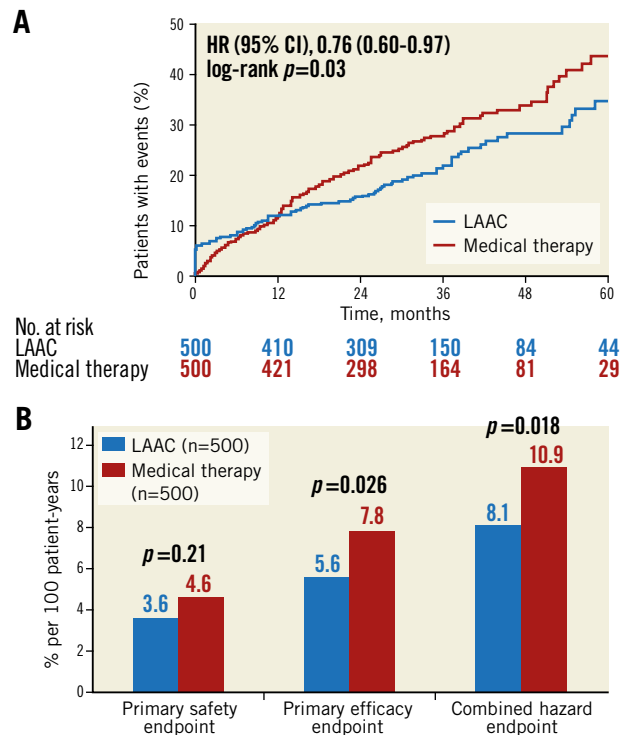 A
HR (95% CI), 0.76 (0.60-0.97)
log-rank p=0.03
Patients with events (%)
50
40
30
20
10
0
LAAC
Medical therapy
0 12 24 36 48 60
Time, months
No. at risk
LAAC 500 410 309 150 84 44
Medical therapy 500 421 298 164 81 29
B
% per 100 patient-years
12
10
8
6
4
2
0
LAAC (n=500)
Medical therapy
(n=500)
p=0.21
3.6 4.6
p=0.026
5.6 7.8
p=0.018
8.1 10.9
Primary safety
endpoint
Primary efficacy
endpoint
Combined hazard
endpoint